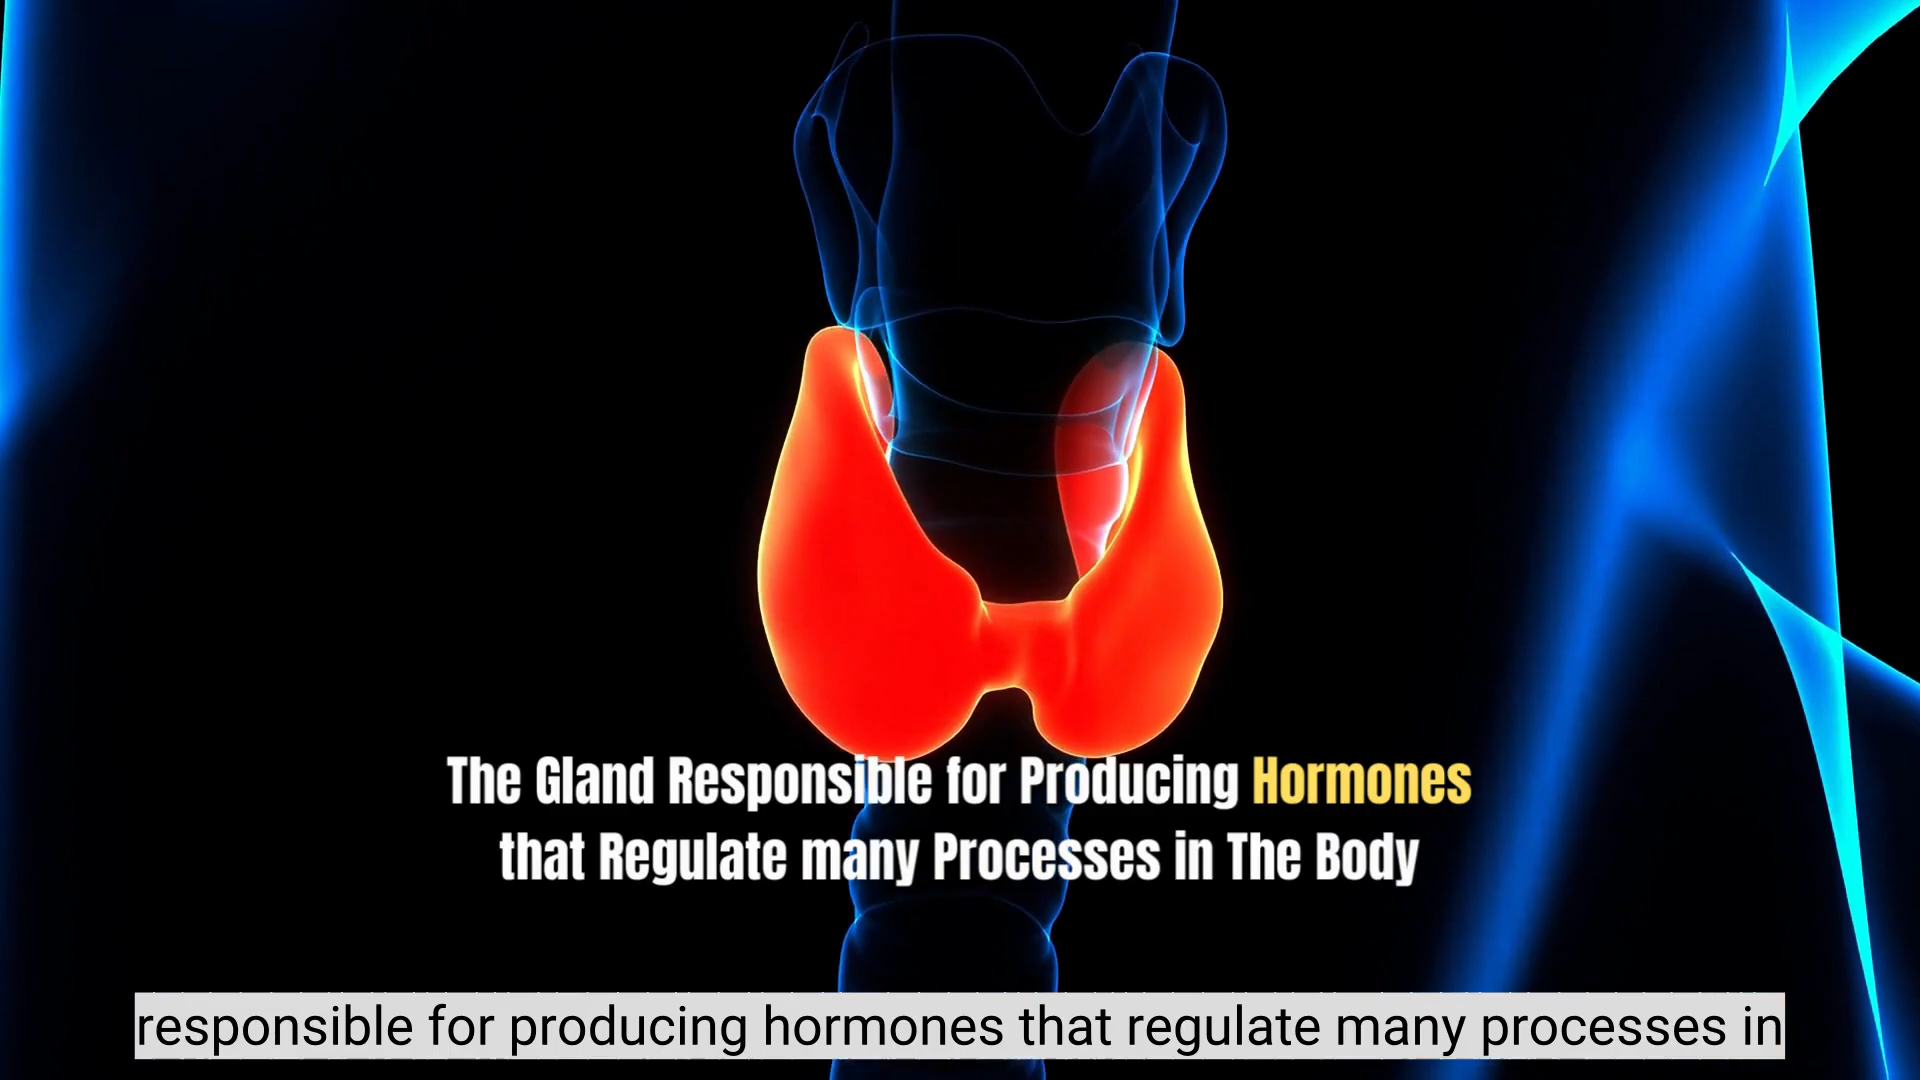 The Gland Responsible for Producing Hormones
that Regulate many Processes in The Body
responsible for producing hormones that regulate many processes in